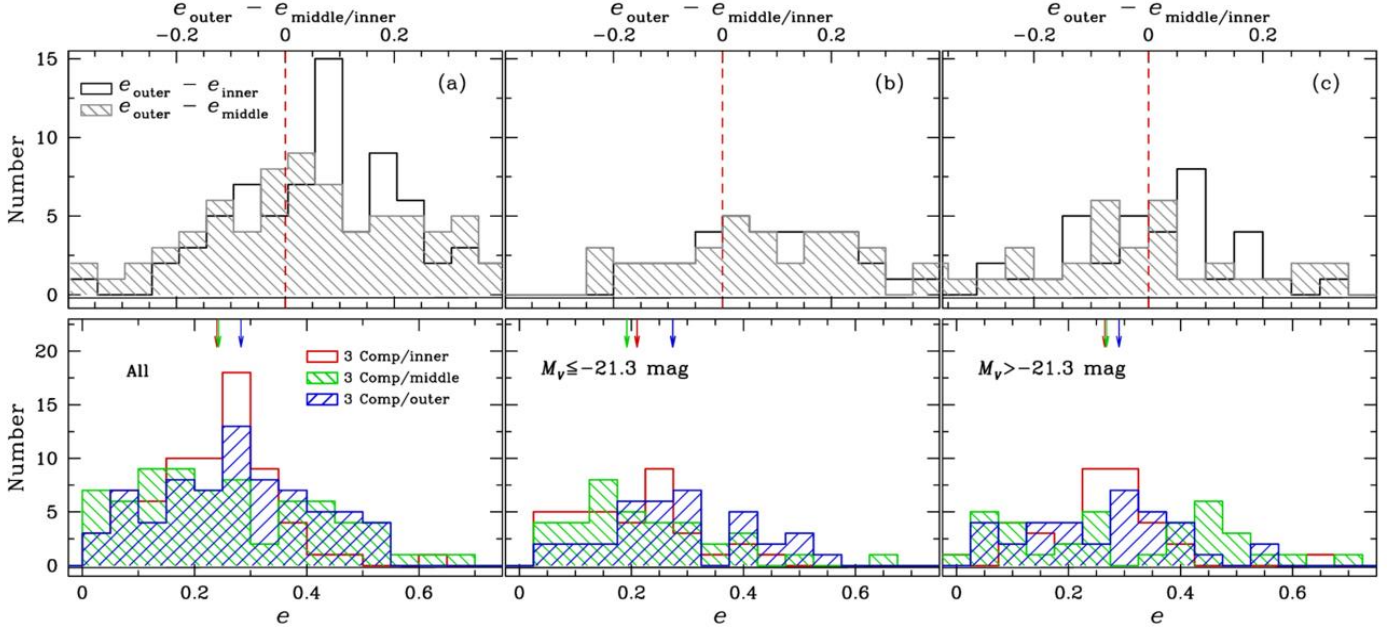 e_outer − e_middle/inner e_outer − e_middle/inner e_outer − e_middle/inner
−0.2 0 0.2 −0.2 0 0.2 −0.2 0 0.2
15 (a) (b) (c)
e_outer − e_inner
e_outer − e_middle
10
Number
5
0
20
All 3 Comp/inner M_V≦−21.3 mag M_V>−21.3 mag
3 Comp/middle
3 Comp/outer
15
Number
10
5
0
0 0.2 0.4 0.6 0.2 0.4 0.6 0 0.2 0.4 0.6
e e e